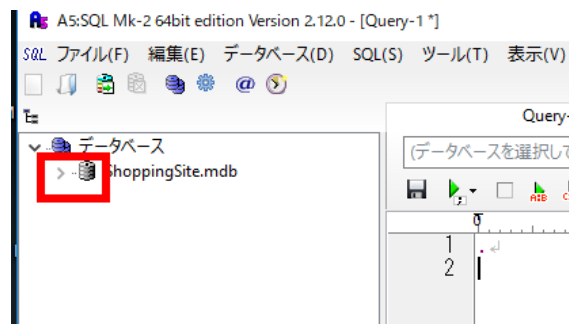 A5:SQL Mk-2 64bit edition Version 2.12.0 - [Query-1 *]
SQL ファイル(F) 編集(E) データベース(D) SQL(S) ツール(T) 表示(V)
Query-
データベース
(データベースを選択して
ShoppingSite.mdb
1
2